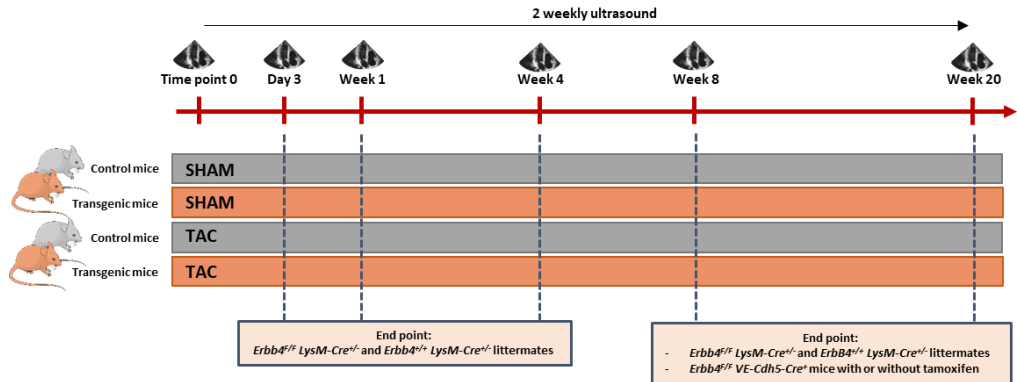 2 weekly ultrasound
Time point 0 Day 3 Week 1 Week 4 Week 8 Week 20
Control mice SHAM
Transgenic mice SHAM
Control mice TAC
Transgenic mice TAC
End point:
Erbb4F/F LysM-Cre+/- and Erbb4+/+ LysM-Cre+/- littermates
End point:
- Erbb4F/F LysM-Cre+/- and ErbB4+/+ LysM-Cre+/- littermates
- Erbb4F/F VE-Cdh5-Cre+ mice with or without tamoxifen